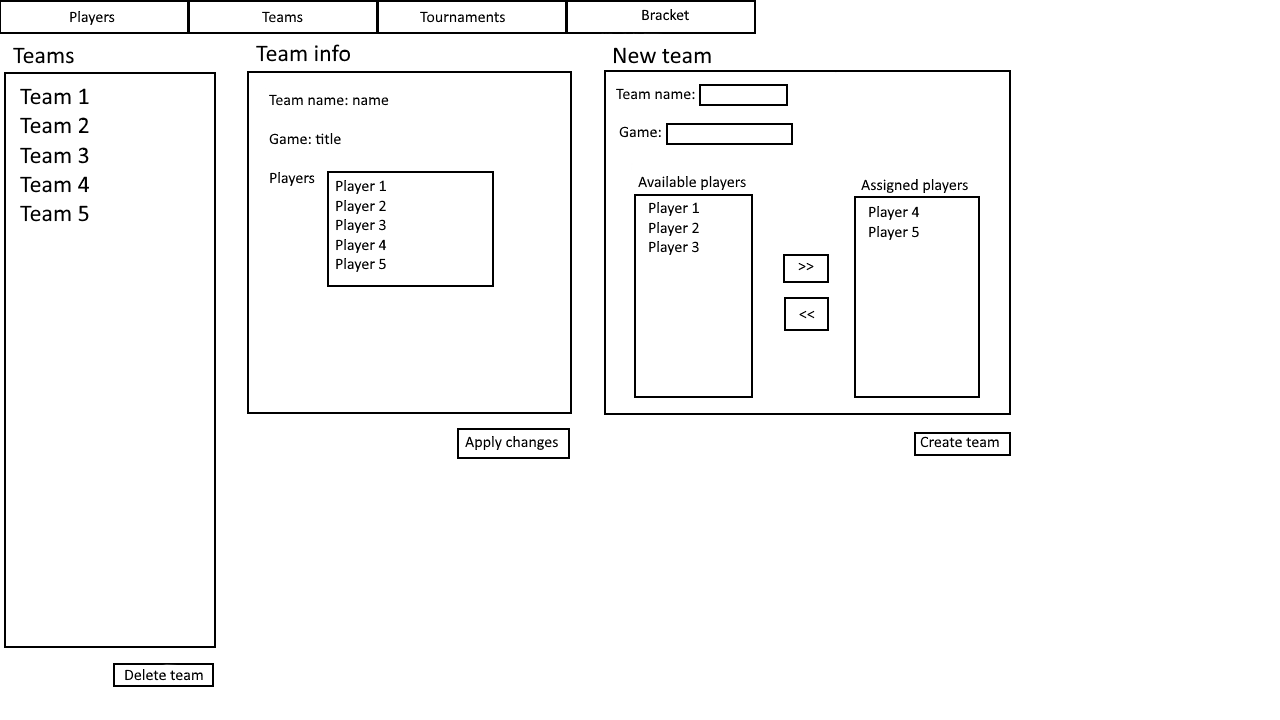 Players
Teams
Tournaments
Bracket
Teams
Team 1
Team 2
Team 3
Team 4
Team 5
Delete team
Team info
Team name: name
Game: title
Players
Player 1
Player 2
Player 3
Player 4
Player 5
Apply changes
New team
Team name:
Game:
Available players
Player 1
Player 2
Player 3
>>
<<
Assigned players
Player 4
Player 5
Create team